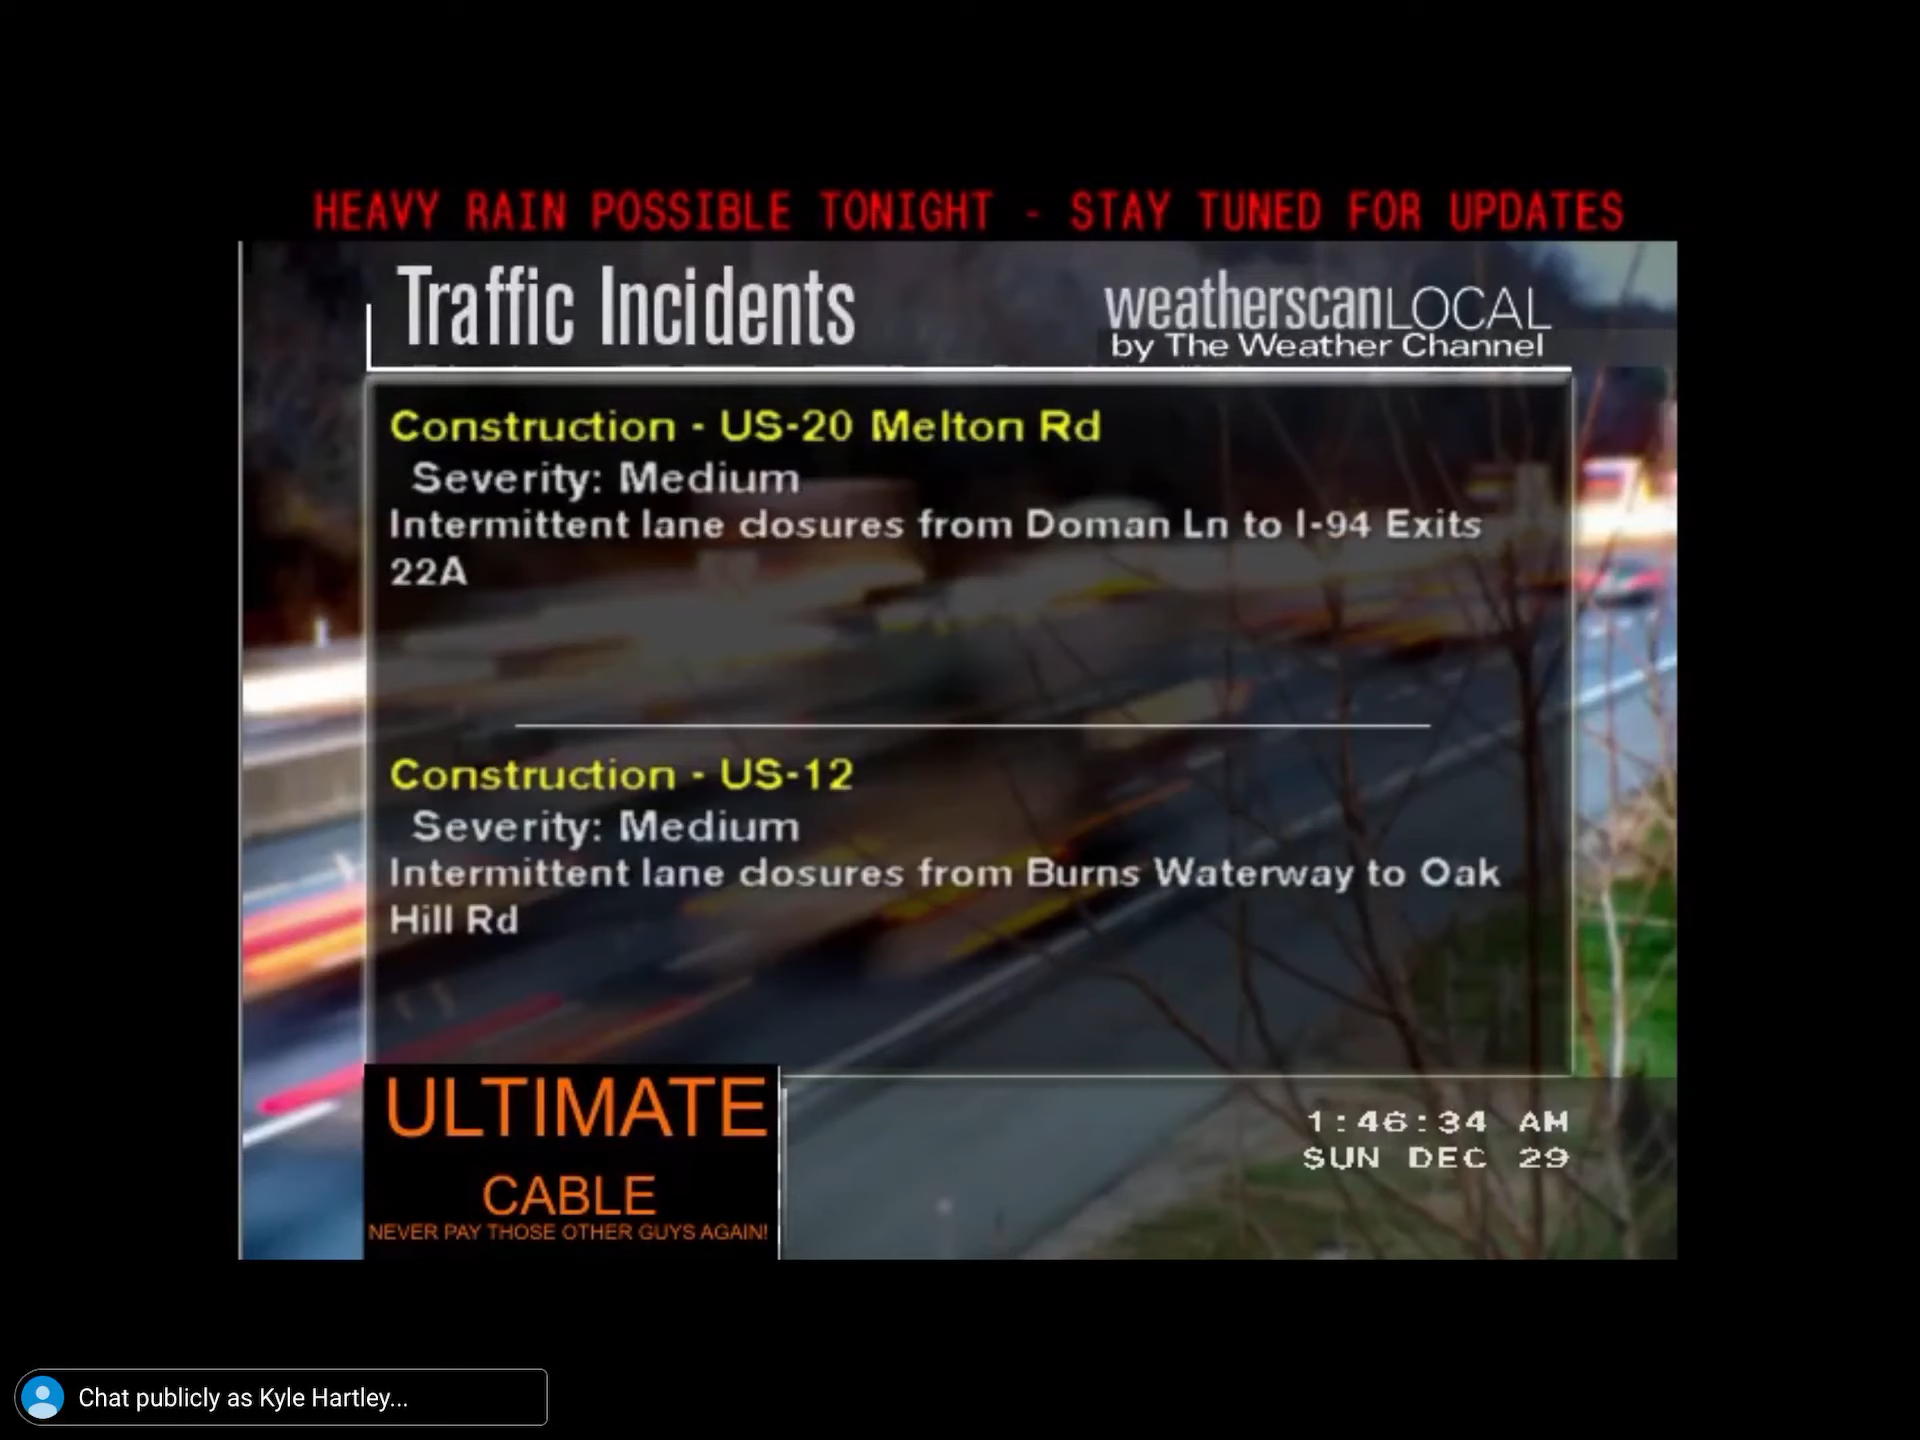 HEAVY RAIN POSSIBLE TONIGHT - STAY TUNED FOR UPDATES
Traffic Incidents
weatherscanLOCAL
by The Weather Channel
Construction - US-20 Melton Rd
Severity: Medium
Intermittent lane closures from Doman Ln to I-94 Exits
22A
Construction - US-12
Severity: Medium
Intermittent lane closures from Burns Waterway to Oak
Hill Rd
ULTIMATE
CABLE
NEVER PAY THOSE OTHER GUYS AGAIN!
1:46:34 AM
SUN DEC 29
Chat publicly as Kyle Hartley...